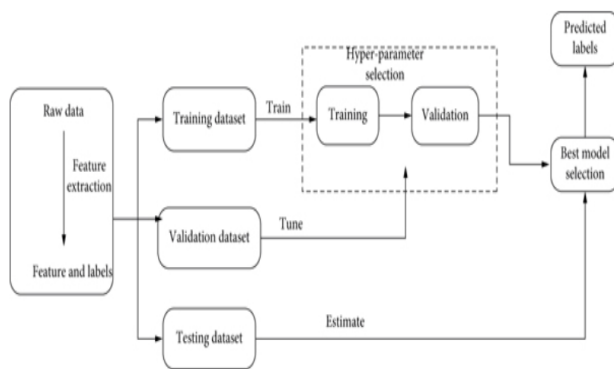 Raw data
Feature
extraction
Feature and labels
Training dataset
Validation dataset
Testing dataset
Train
Tune
Estimate
Hyper-parameter
selection
Training
Validation
Best model
selection
Predicted
labels